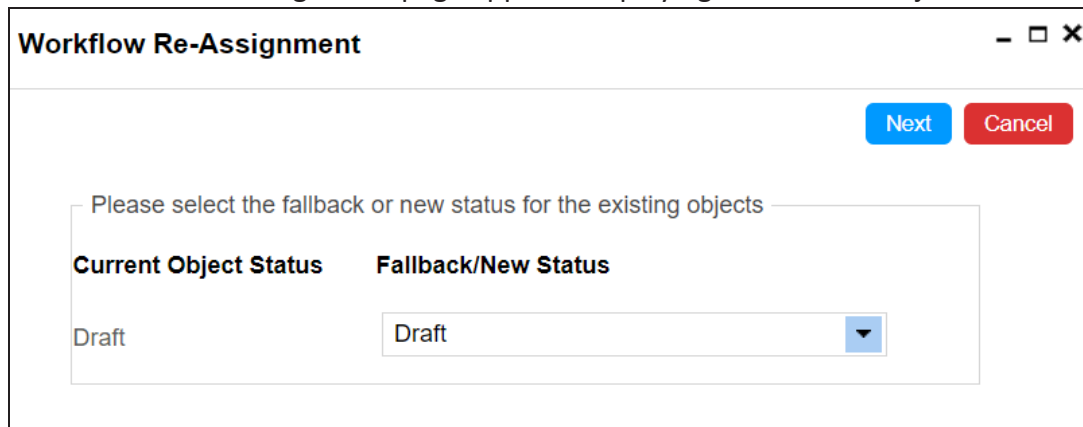 Workflow Re-Assignment
Next Cancel
Please select the fallback or new status for the existing objects
Current Object Status Fallback/New Status
Draft Draft